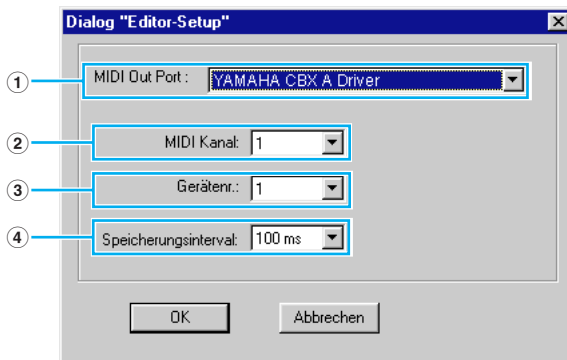 Dialog "Editor-Setup"
① MIDI Out Port : YAMAHA CBX A Driver
② MIDI Kanal: 1
③ Gerätenr.: 1
④ Speicherungsinterval: 100 ms
OK Abbrechen